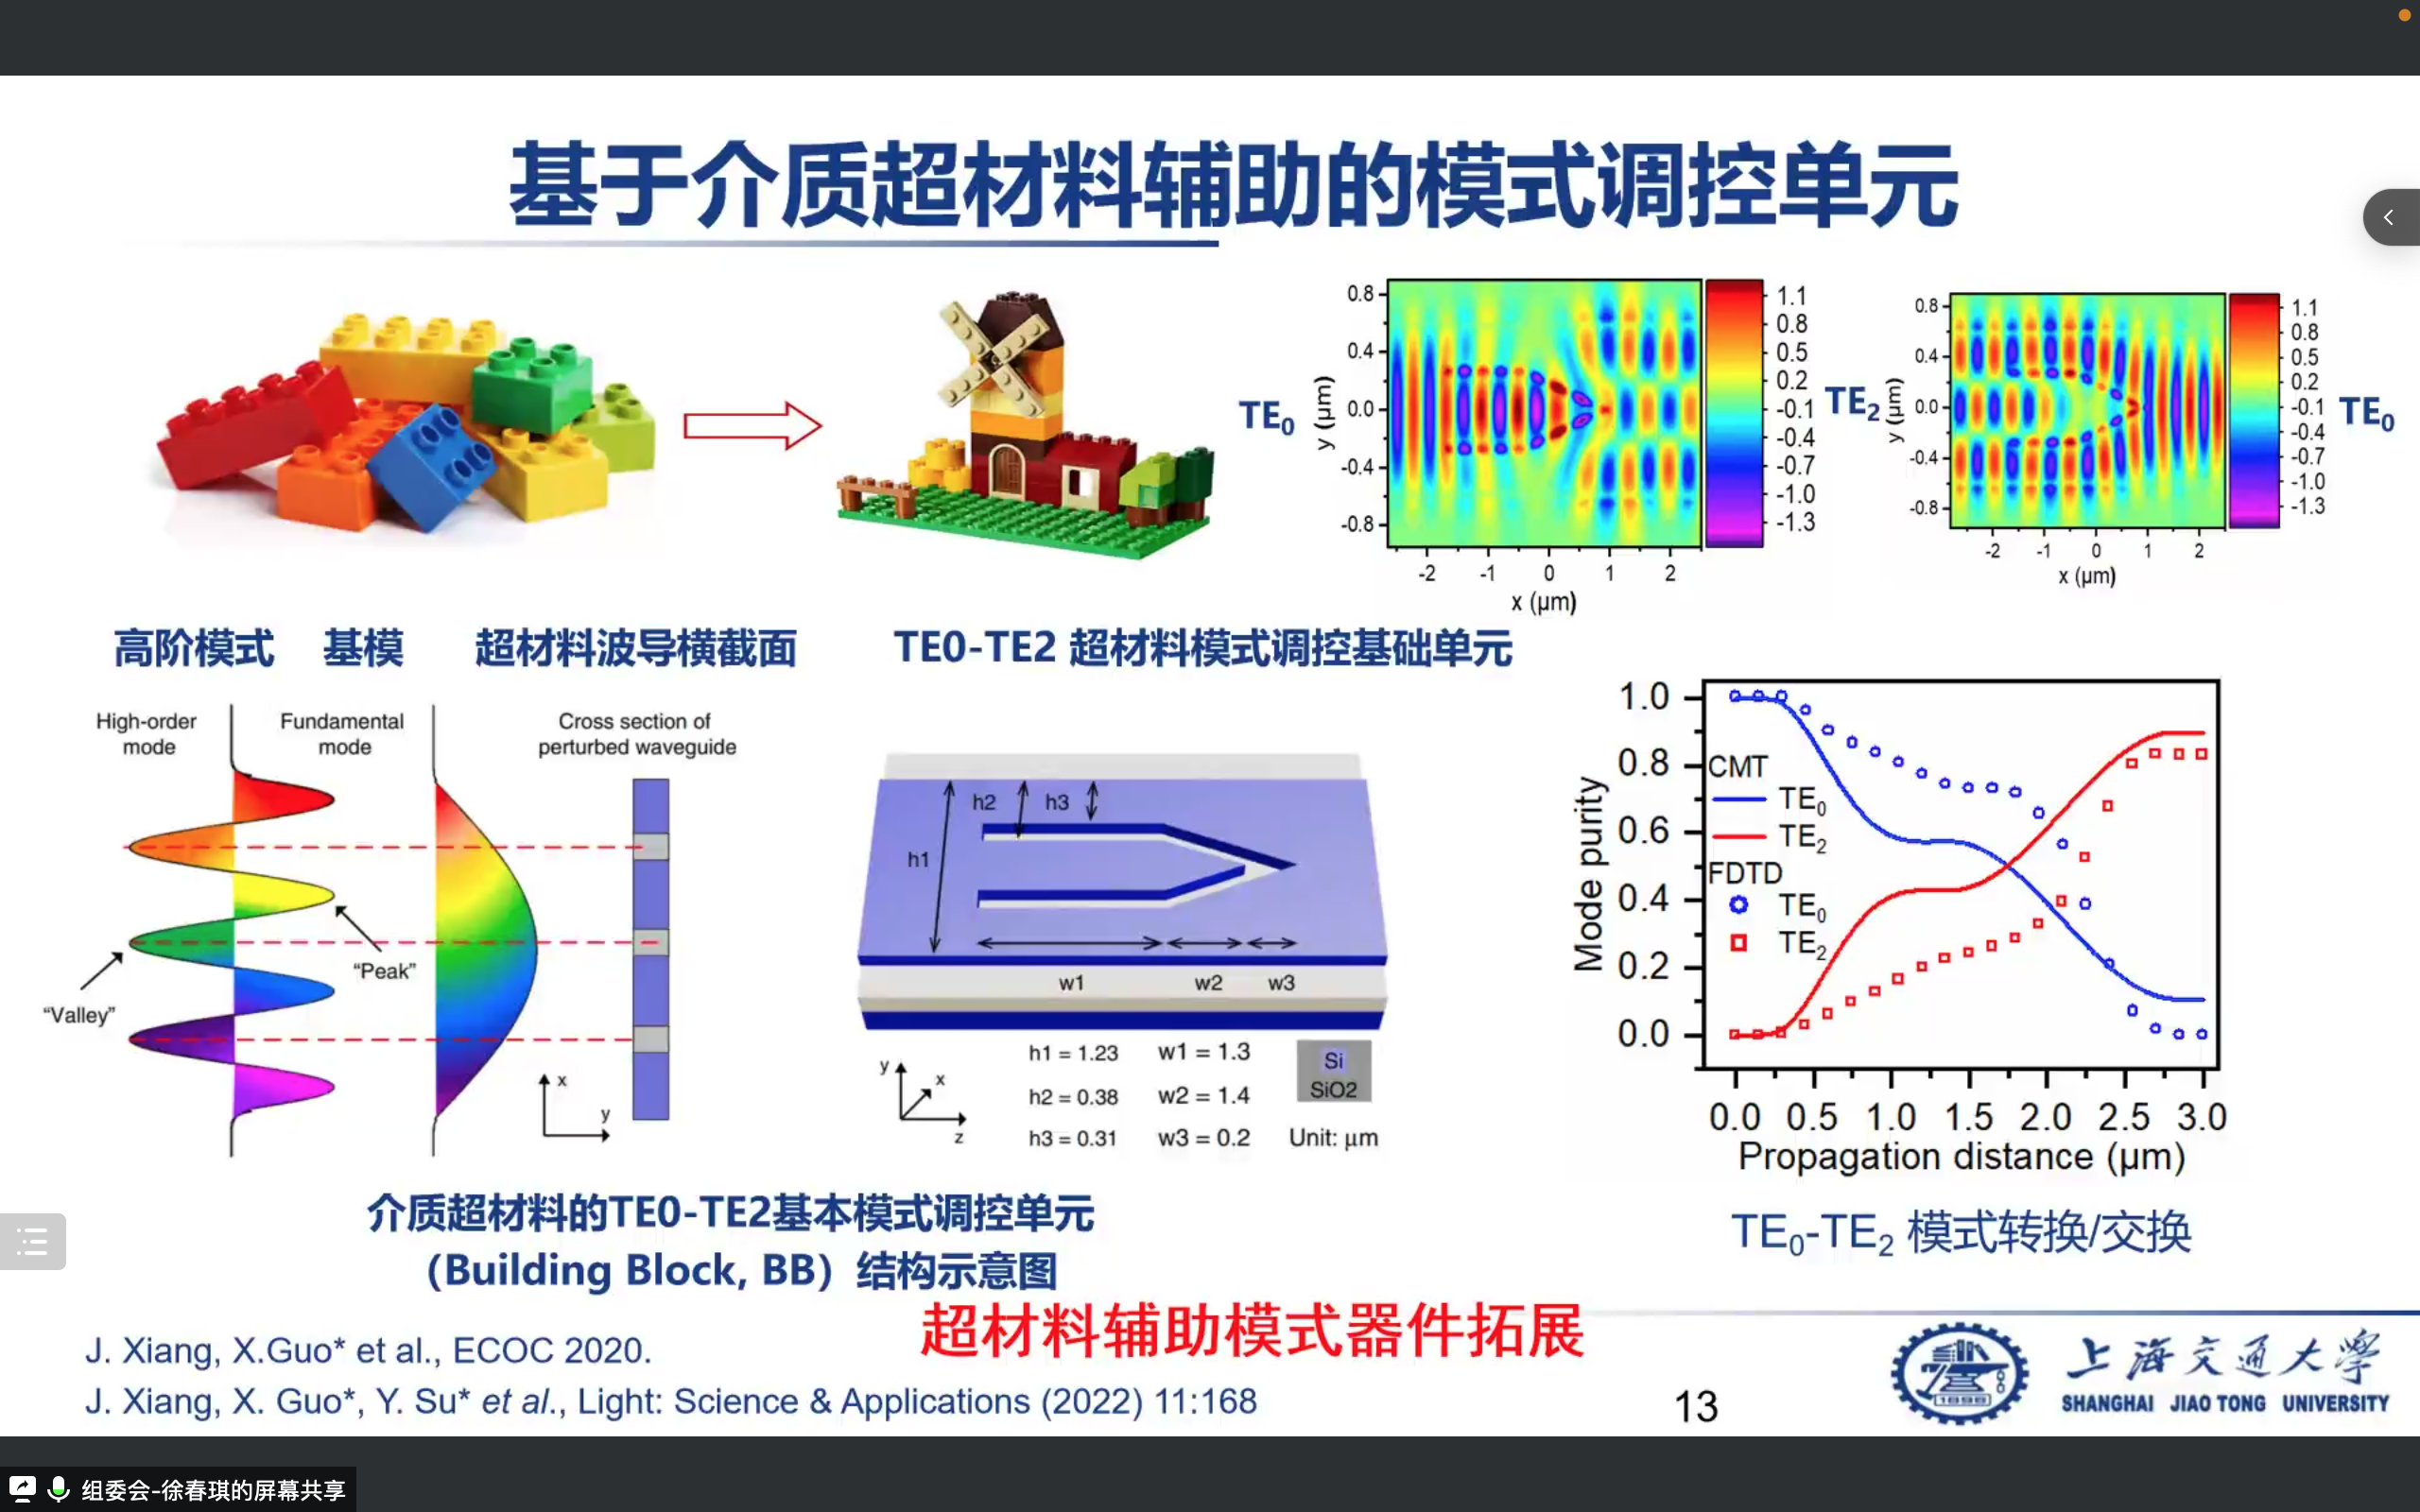 基于介质超材料辅助的模式调控单元
TE0
y (μm)
0.8
0.4
0.0
-0.4
-0.8
-2 -1 0 1 2
x (μm)
1.1
0.8
0.5
0.2
-0.1
-0.4
-0.7
-1.0
-1.3
TE2
y (μm)
0.8
0.4
0.0
-0.4
-0.8
-2 -1 0 1 2
x (μm)
1.1
0.8
0.5
0.2
-0.1
-0.4
-0.7
-1.0
-1.3
TE0
高阶模式 基模 超材料波导横截面
TE0-TE2 超材料模式调控基础单元
High-order
mode
Fundamental
mode
Cross section of
perturbed waveguide
"Peak"
"Valley"
x
y
h1
h2
h3
w1
w2
w3
y
x
z
h1 = 1.23 w1 = 1.3
h2 = 0.38 w2 = 1.4
h3 = 0.31 w3 = 0.2
Si
SiO2
Unit: μm
Mode purity
1.0
0.8
0.6
0.4
0.2
0.0
CMT
TE0
TE2
FDTD
TE0
TE2
0.0 0.5 1.0 1.5 2.0 2.5 3.0
Propagation distance (μm)
介质超材料的TE0-TE2基本模式调控单元
（Building Block, BB）结构示意图
TE0-TE2 模式转换/交换
超材料辅助模式器件拓展
J. Xiang, X.Guo* et al., ECOC 2020.
J. Xiang, X. Guo*, Y. Su* et al., Light: Science & Applications (2022) 11:168
13
1896
上海交通大学
SHANGHAI JIAO TONG UNIVERSITY
组委会-徐春琪的屏幕共享